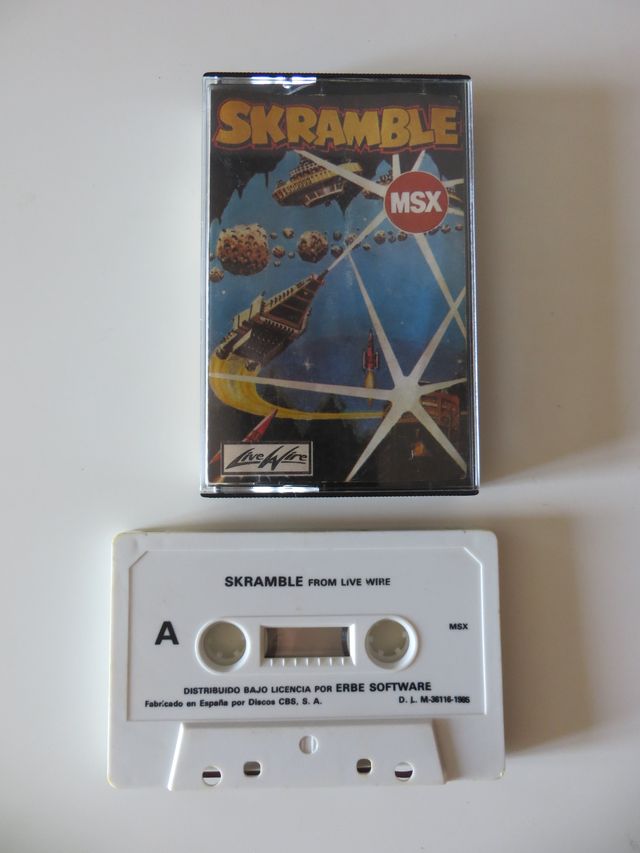 SKRAMBLE
MSX
Live Wire
SKRAMBLE FROM LIVE WIRE
A
MSX
DISTRIBUIDO BAJO LICENCIA POR ERBE SOFTWARE
Fabricado en España por Discos CBS, S. A.
D. L. M-36116-1985